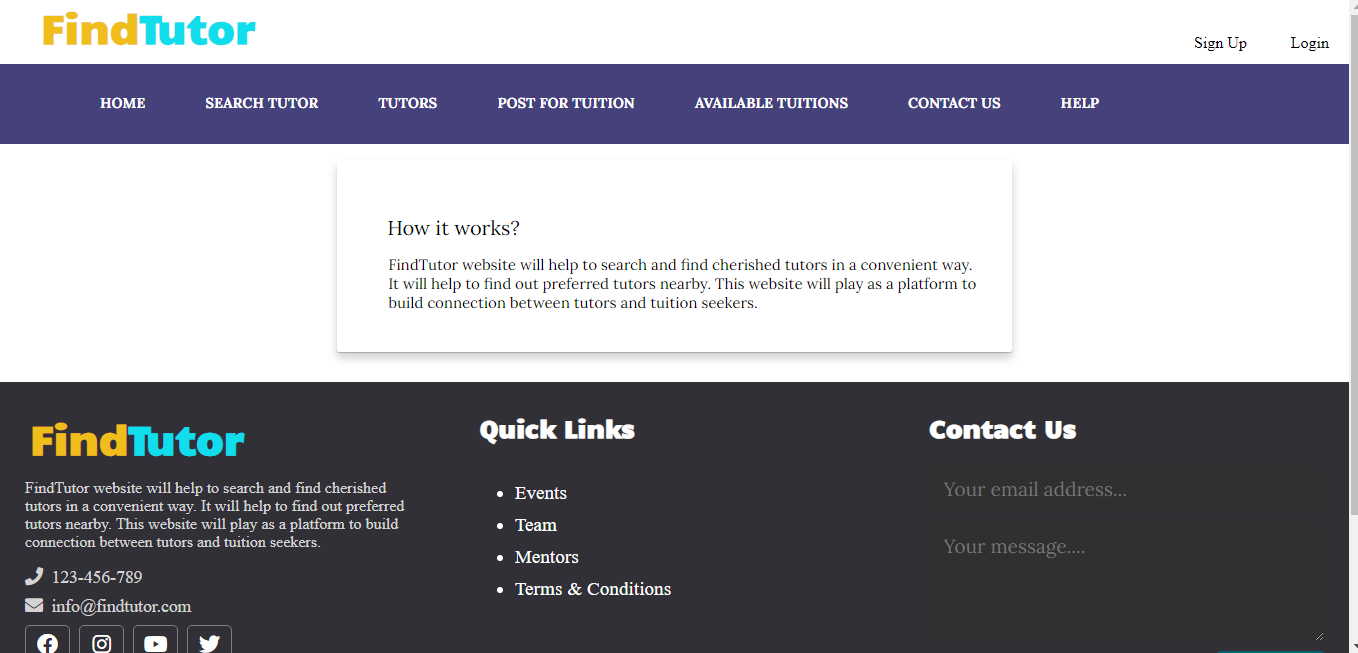 FindTutor
Sign Up
Login
HOME
SEARCH TUTOR
TUTORS
POST FOR TUITION
AVAILABLE TUITIONS
CONTACT US
HELP
How it works?
FindTutor website will help to search and find cherished tutors in a convenient way.
It will help to find out preferred tutors nearby. This website will play as a platform to
build connection between tutors and tuition seekers.
FindTutor
FindTutor website will help to search and find cherished
tutors in a convenient way. It will help to find out preferred
tutors nearby. This website will play as a platform to build
connection between tutors and tuition seekers.
123-456-789
info@findtutor.com
Quick Links
Events
Team
Mentors
Terms & Conditions
Contact Us
Your email address...
Your message....